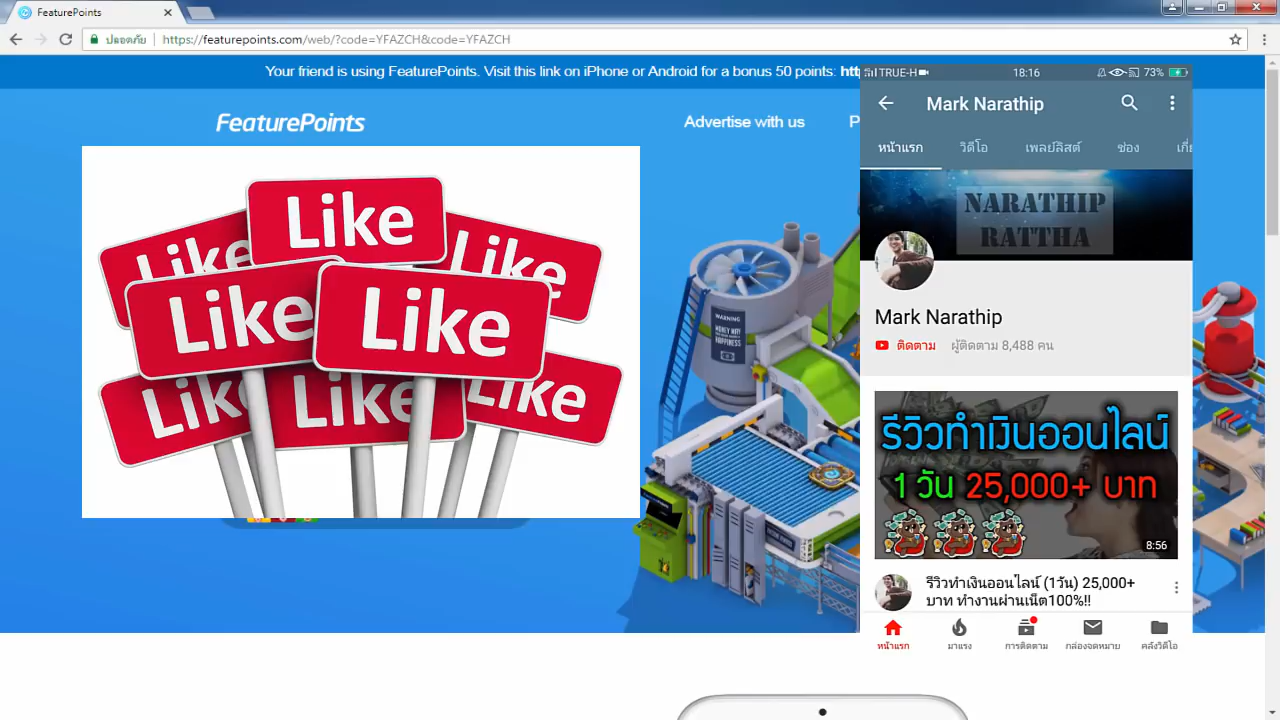 FeaturePoints
ปลอดภัย
https://featurepoints.com/web/?code=YFAZCH&code=YFAZCH
Your friend is using FeaturePoints. Visit this link on iPhone or Android for a bonus 50 points:
FeaturePoints
Advertise with us
Like
Like
Like
Like
Like
Like
Like
Like
WARNING
MONEY MAY
HAPPINESS
TRUE-H
18:16
73%
Mark Narathip
หน้าแรก
วิดีโอ
เพลย์ลิสต์
ช่อง
NARATHIP
RATTHA
Mark Narathip
ติดตาม
ผู้ติดตาม 8,488 คน
รีวิวทำเงินออนไลน์
1 วัน 25,000+ บาท
8:56
รีวิวทำเงินออนไลน์ (1วัน) 25,000+
บาท ทำงานผ่านเน็ต100%!!
หน้าแรก
มาแรง
การติดตาม
กล่องจดหมาย
คลังวิดีโอ